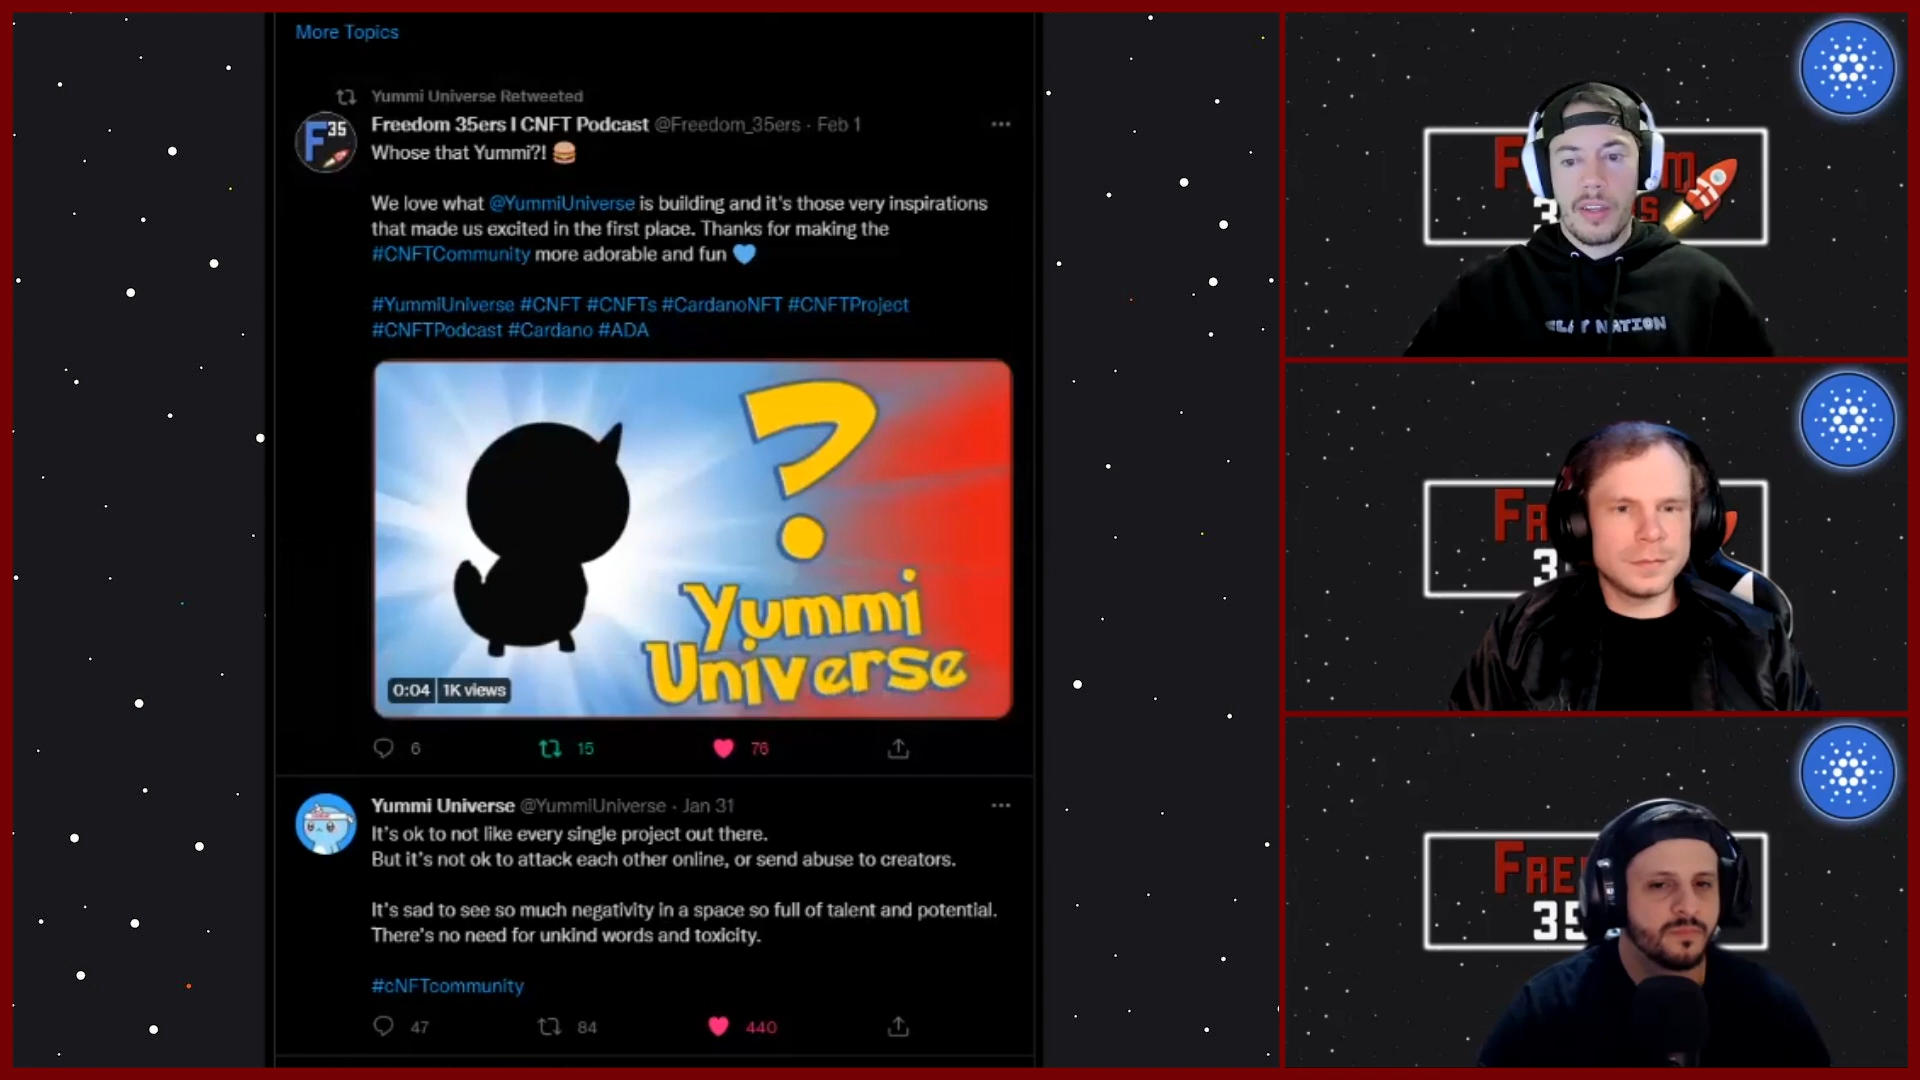 More Topics
Yummi Universe Retweeted
Freedom 35ers I CNFT Podcast @Freedom_35ers · Feb 1
Whose that Yummi?! 🍔
We love what @YummiUniverse is building and it's those very inspirations
that made us excited in the first place. Thanks for making the
#CNFTCommunity more adorable and fun 💙
#YummiUniverse #CNFT #CNFTs #CardanoNFT #CNFTProject
#CNFTPodcast #Cardano #ADA
F 35
?
Yummi
Universe
0:04 1K views
6 15 76
Yummi Universe @YummiUniverse · Jan 31
It's ok to not like every single project out there.
But it's not ok to attack each other online, or send abuse to creators.
It's sad to see so much negativity in a space so full of talent and potential.
There's no need for unkind words and toxicity.
#cNFTcommunity
47 84 440
NATION